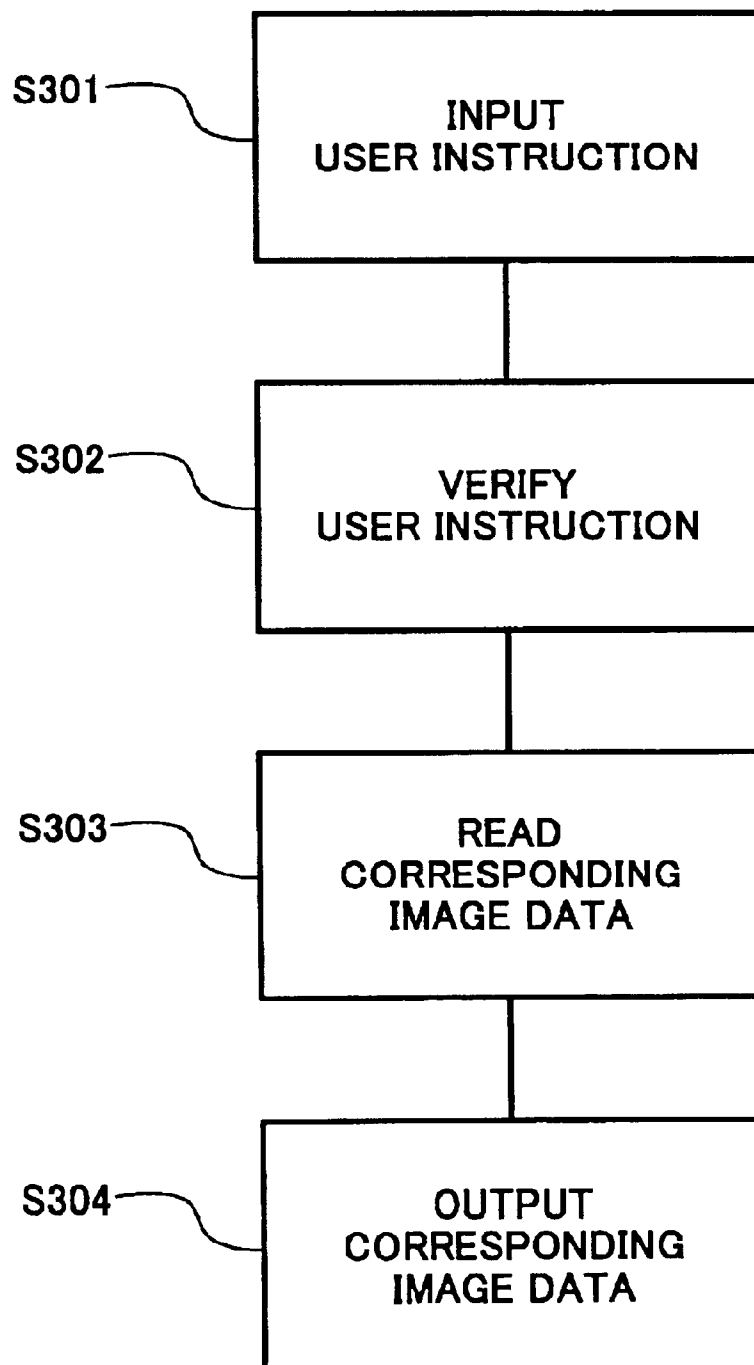 S301
INPUT
USER INSTRUCTION
S302
VERIFY
USER INSTRUCTION
S303
READ
CORRESPONDING
IMAGE DATA
S304
OUTPUT
CORRESPONDING
IMAGE DATA